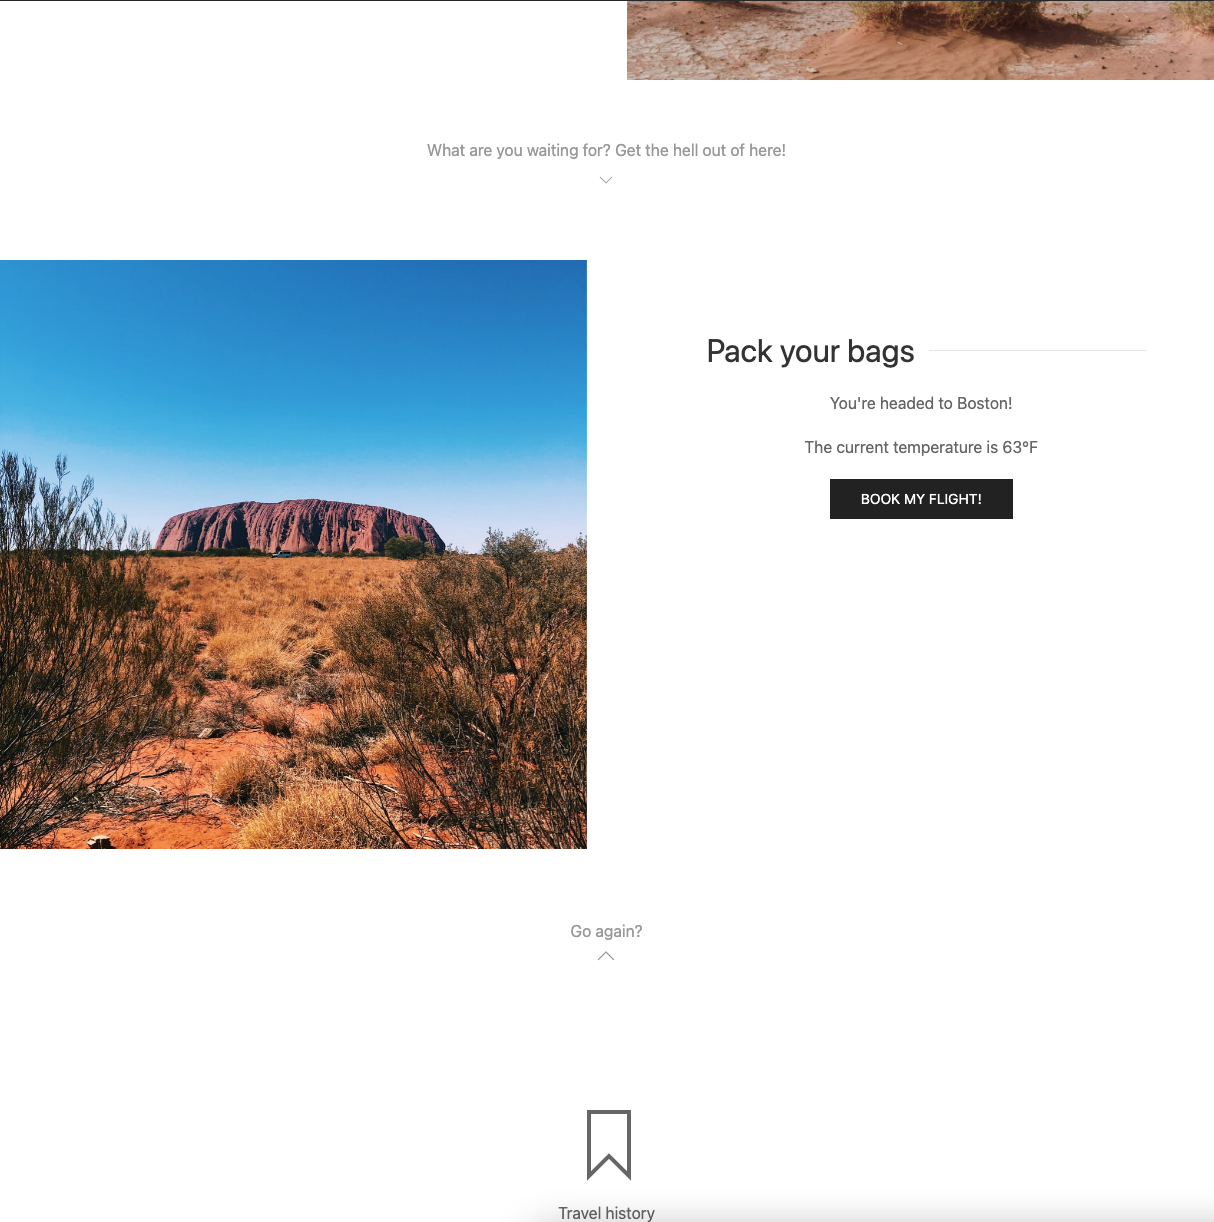 What are you waiting for? Get the hell out of here!
Pack your bags
You're headed to Boston!
The current temperature is 63°F
BOOK MY FLIGHT!
Go again?
Travel history